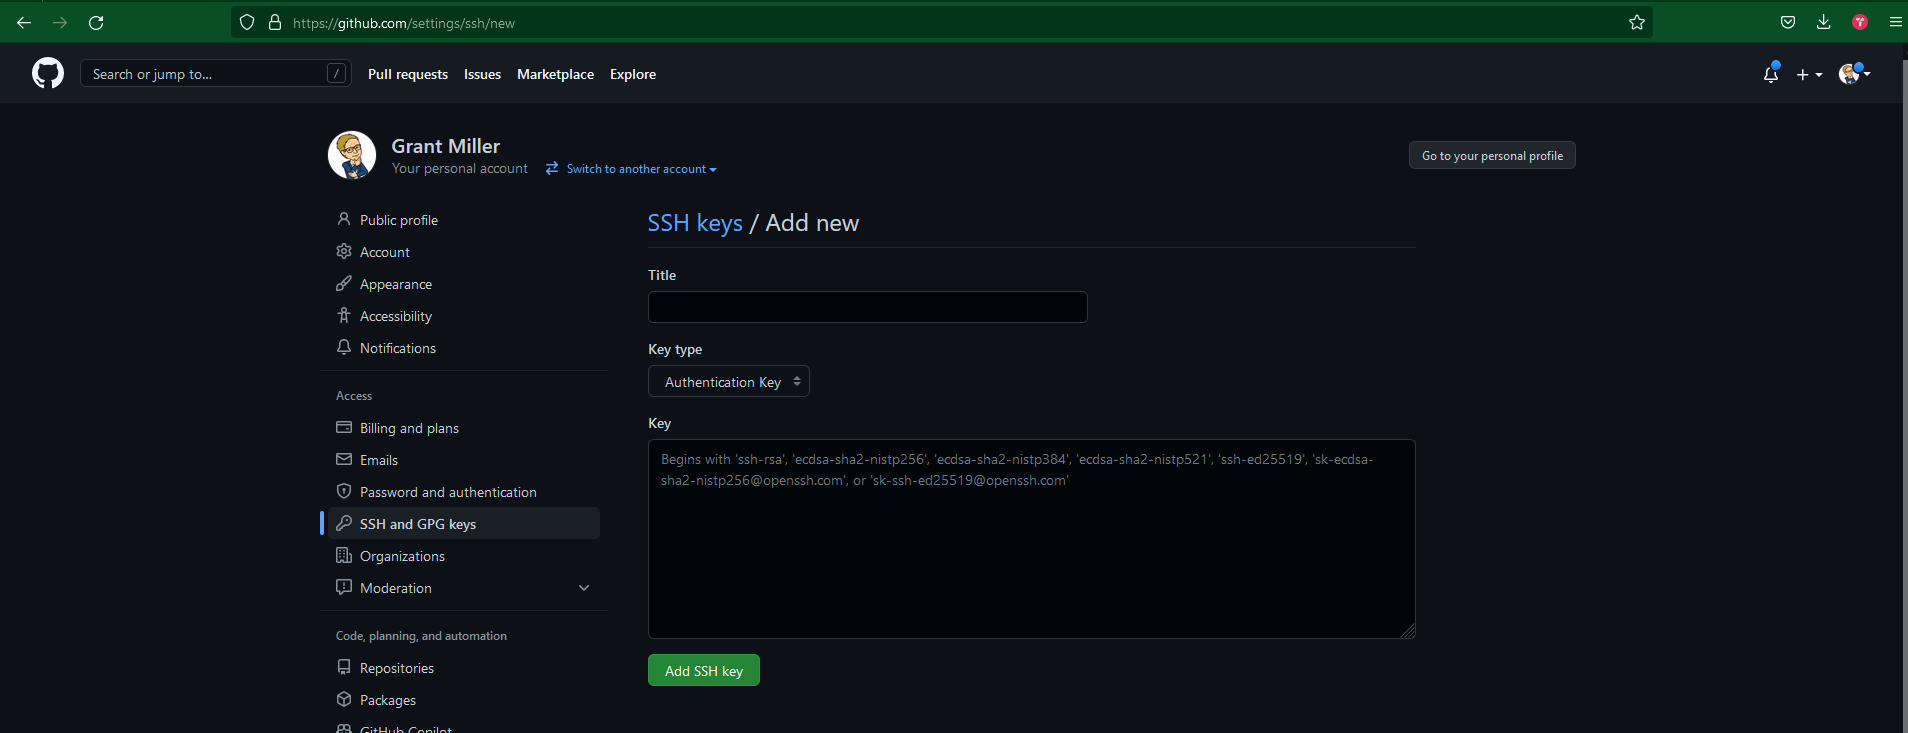 https://github.com/settings/ssh/new
Search or jump to... /
Pull requests Issues Marketplace Explore
Grant Miller
Your personal account Switch to another account
Go to your personal profile
Public profile
Account
Appearance
Accessibility
Notifications
Access
Billing and plans
Emails
Password and authentication
SSH and GPG keys
Organizations
Moderation
Code, planning, and automation
Repositories
Packages
GitHub Copilot
SSH keys / Add new
Title
Key type
Authentication Key
Key
Begins with 'ssh-rsa', 'ecdsa-sha2-nistp256', 'ecdsa-sha2-nistp384', 'ecdsa-sha2-nistp521', 'ssh-ed25519', 'sk-ecdsa-
sha2-nistp256@openssh.com', or 'sk-ssh-ed25519@openssh.com'
Add SSH key